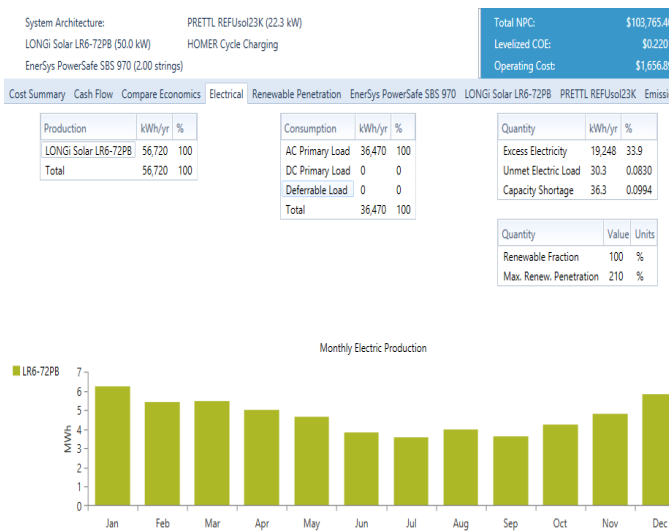 System Architecture: PRETTL REFUsol23K (22.3 kW)
LONGi Solar LR6-72PB (50.0 kW) HOMER Cycle Charging
EnerSys PowerSafe SBS 970 (2.00 strings)
Total NPC: $103,765.40
Levelized COE: $0.220
Operating Cost: $1,656.89
Cost Summary Cash Flow Compare Economics Electrical Renewable Penetration EnerSys PowerSafe SBS 970 LONGi Solar LR6-72PB PRETTL REFUsol23K Emissi
Production kWh/yr %
LONGi Solar LR6-72PB 56,720 100
Total 56,720 100
Consumption kWh/yr %
AC Primary Load 36,470 100
DC Primary Load 0 0
Deferrable Load 0 0
Total 36,470 100
Quantity kWh/yr %
Excess Electricity 19,248 33.9
Unmet Electric Load 30.3 0.0830
Capacity Shortage 36.3 0.0994
Quantity Value Units
Renewable Fraction 100 %
Max. Renew. Penetration 210 %
Monthly Electric Production
LR6-72PB
MWh
7
6
5
4
3
2
1
0
Jan Feb Mar Apr May Jun Jul Aug Sep Oct Nov Dec